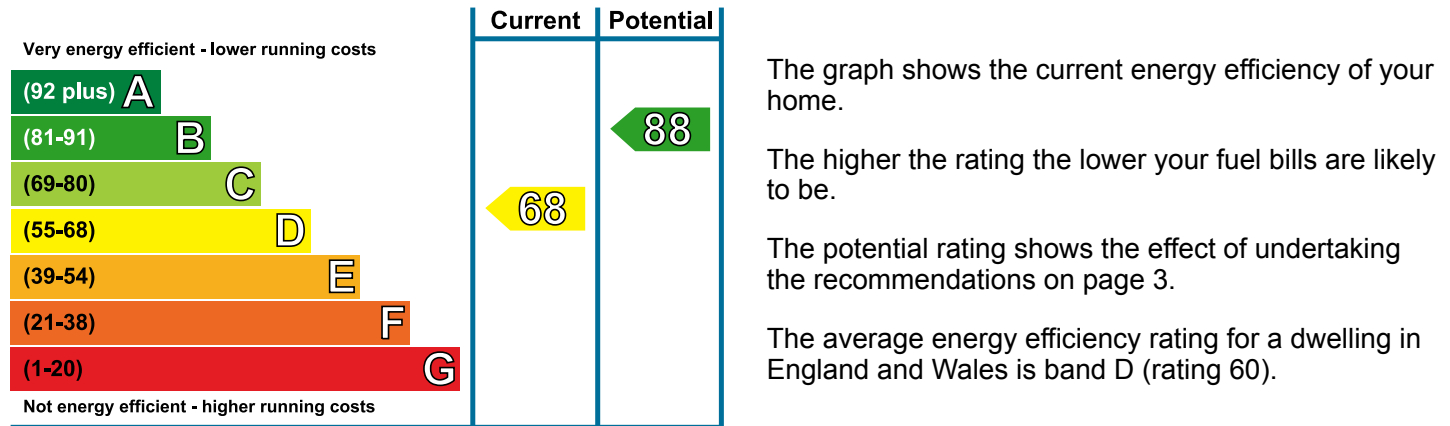 Current Potential
Very energy efficient - lower running costs
(92 plus) A
(81-91) B
88
(69-80) C
68
(55-68) D
(39-54) E
(21-38) F
(1-20) G
Not energy efficient - higher running costs
The graph shows the current energy efficiency of your
home.
The higher the rating the lower your fuel bills are likely
to be.
The potential rating shows the effect of undertaking
the recommendations on page 3.
The average energy efficiency rating for a dwelling in
England and Wales is band D (rating 60).